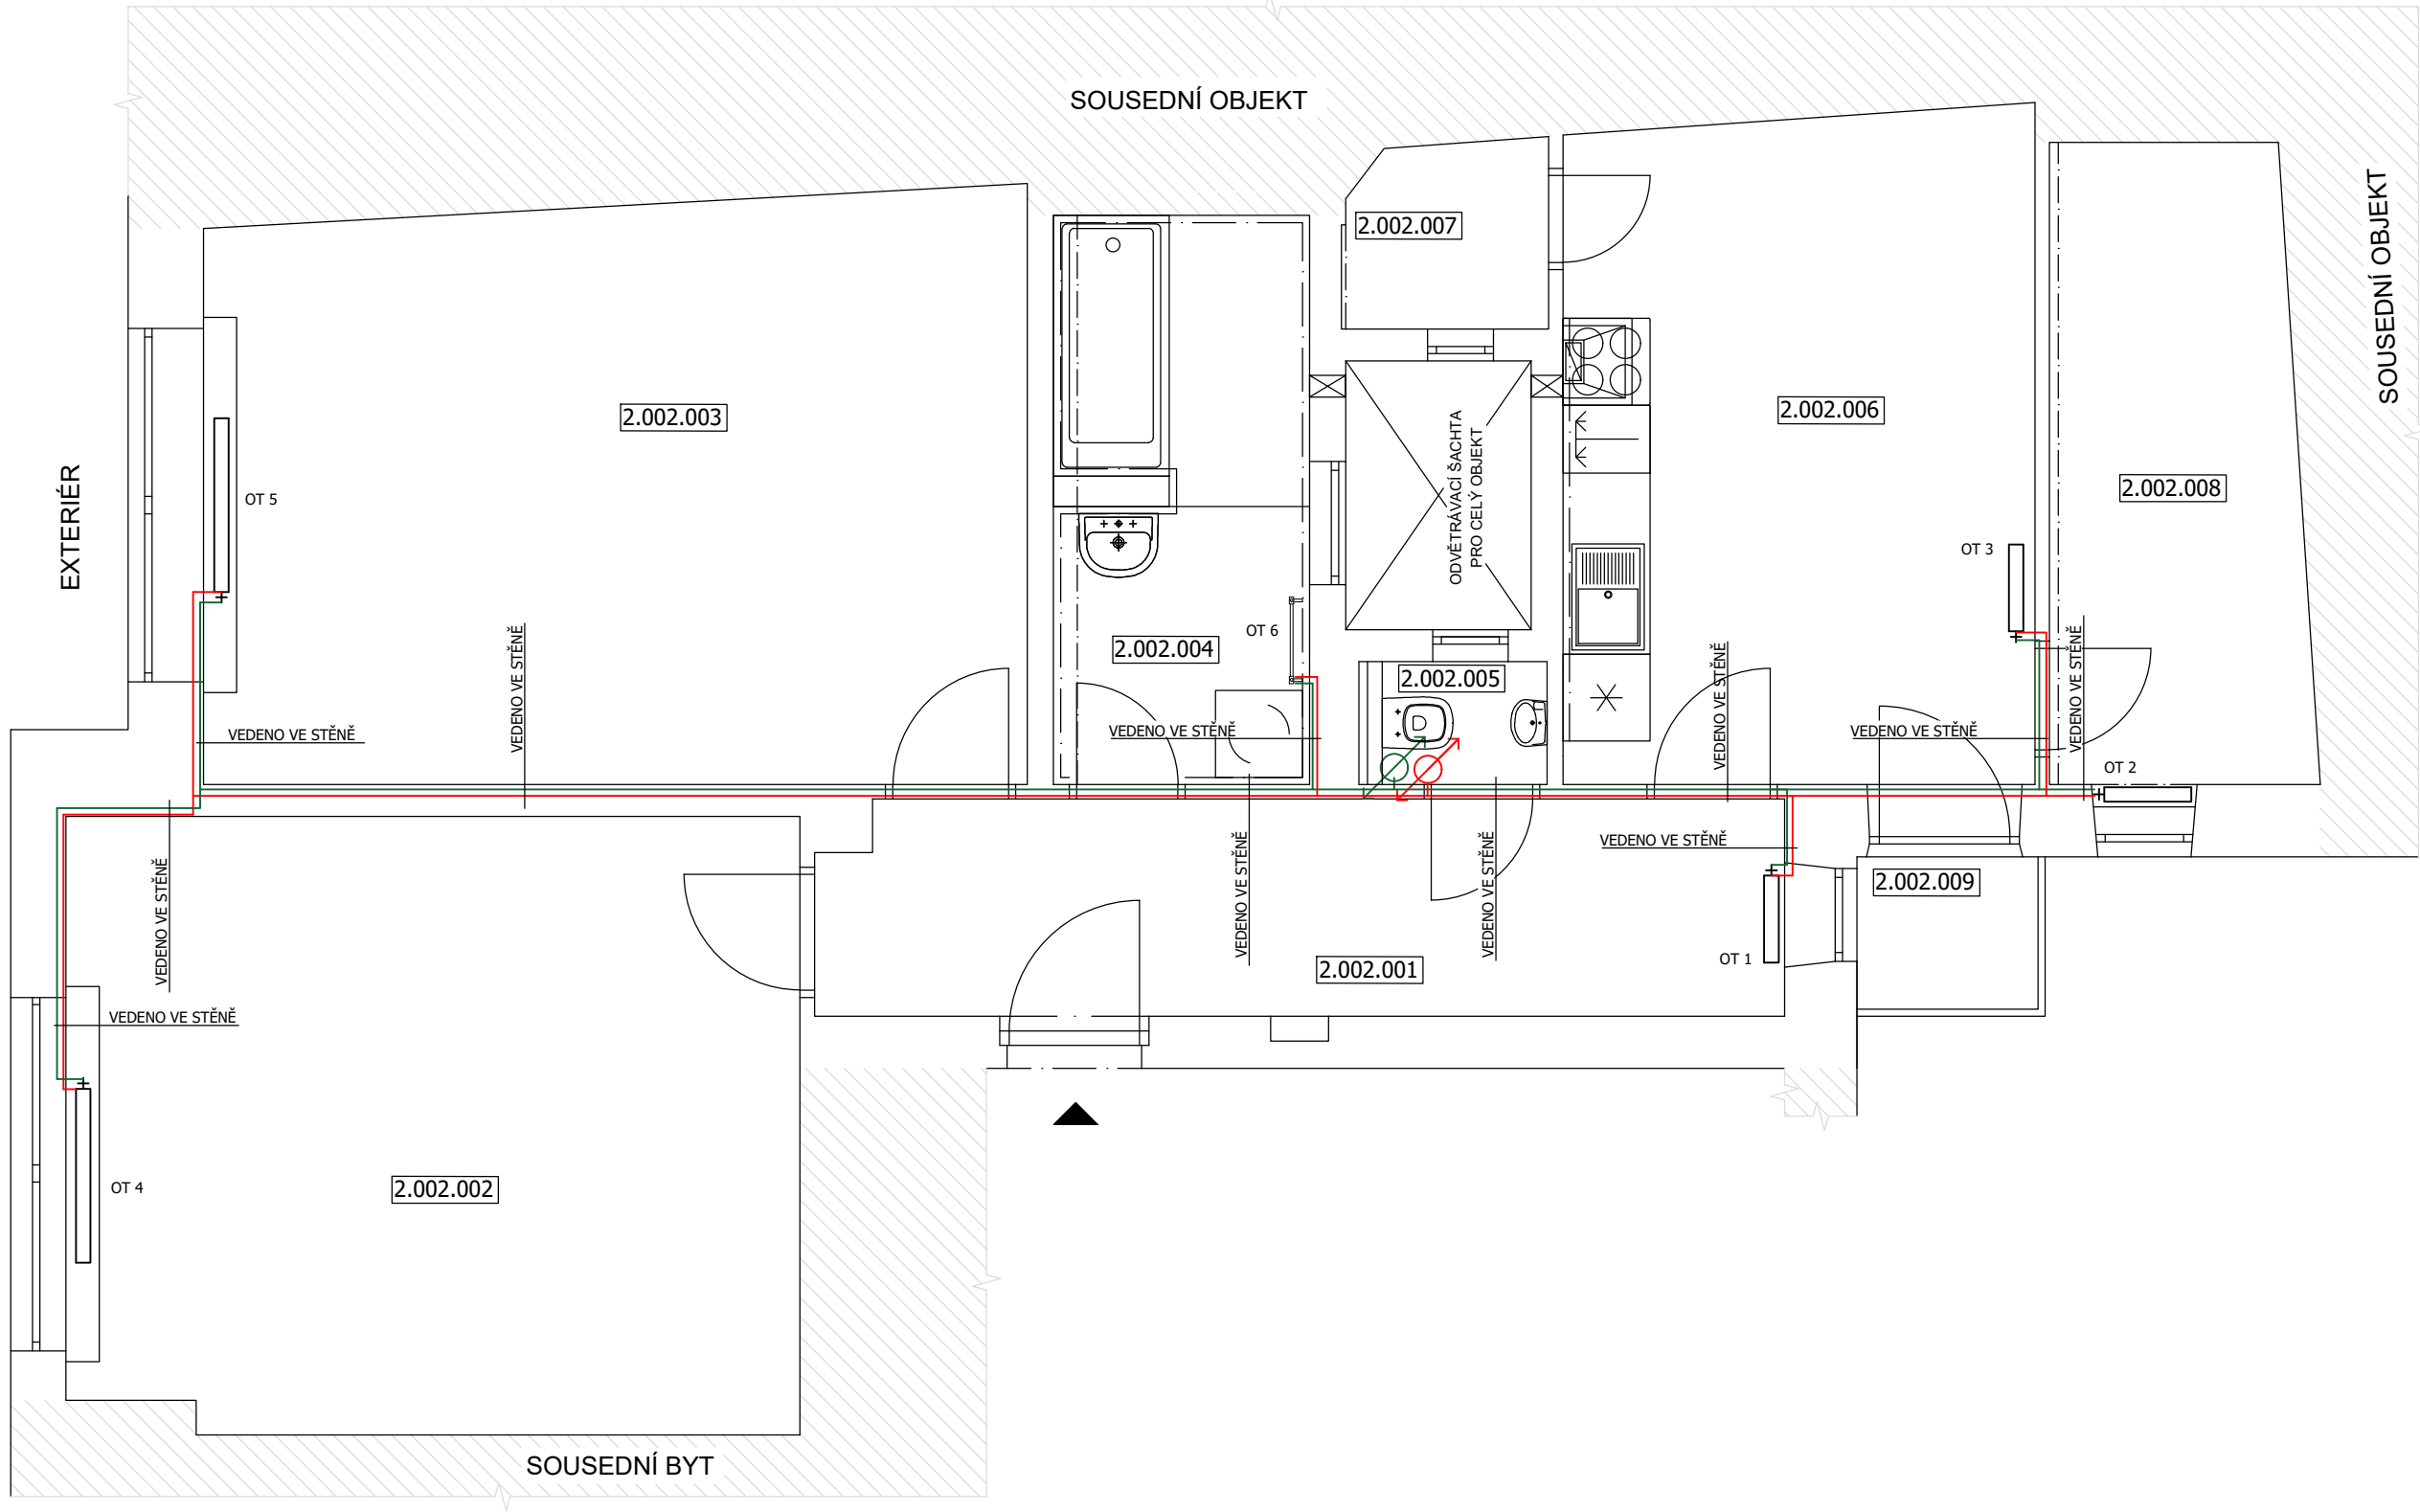 SOUSEDNÍ OBJEKT
SOUSEDNÍ OBJEKT
2.002.007
2.002.003
2.002.006
ODVĚTRÁVACÍ ŠACHTA
PRO CELÝ OBJEKT
EXTERIÉR
OT 5
2.002.008
OT 3
OT 6
2.002.004
2.002.005
VEDENO VE STĚNĚ
VEDENO VE STĚNĚ
VEDENO VE STĚNĚ
VEDENO VE STĚNĚ
VEDENO VE STĚNĚ
VEDENO VE STĚNĚ
VEDENO VE STĚNĚ
OT 2
VEDENO VE STĚNĚ
VEDENO VE STĚNĚ
VEDENO VE STĚNĚ
VEDENO VE STĚNĚ
2.002.009
OT 1
2.002.001
VEDENO VE STĚNĚ
OT 4
2.002.002
SOUSEDNÍ BYT